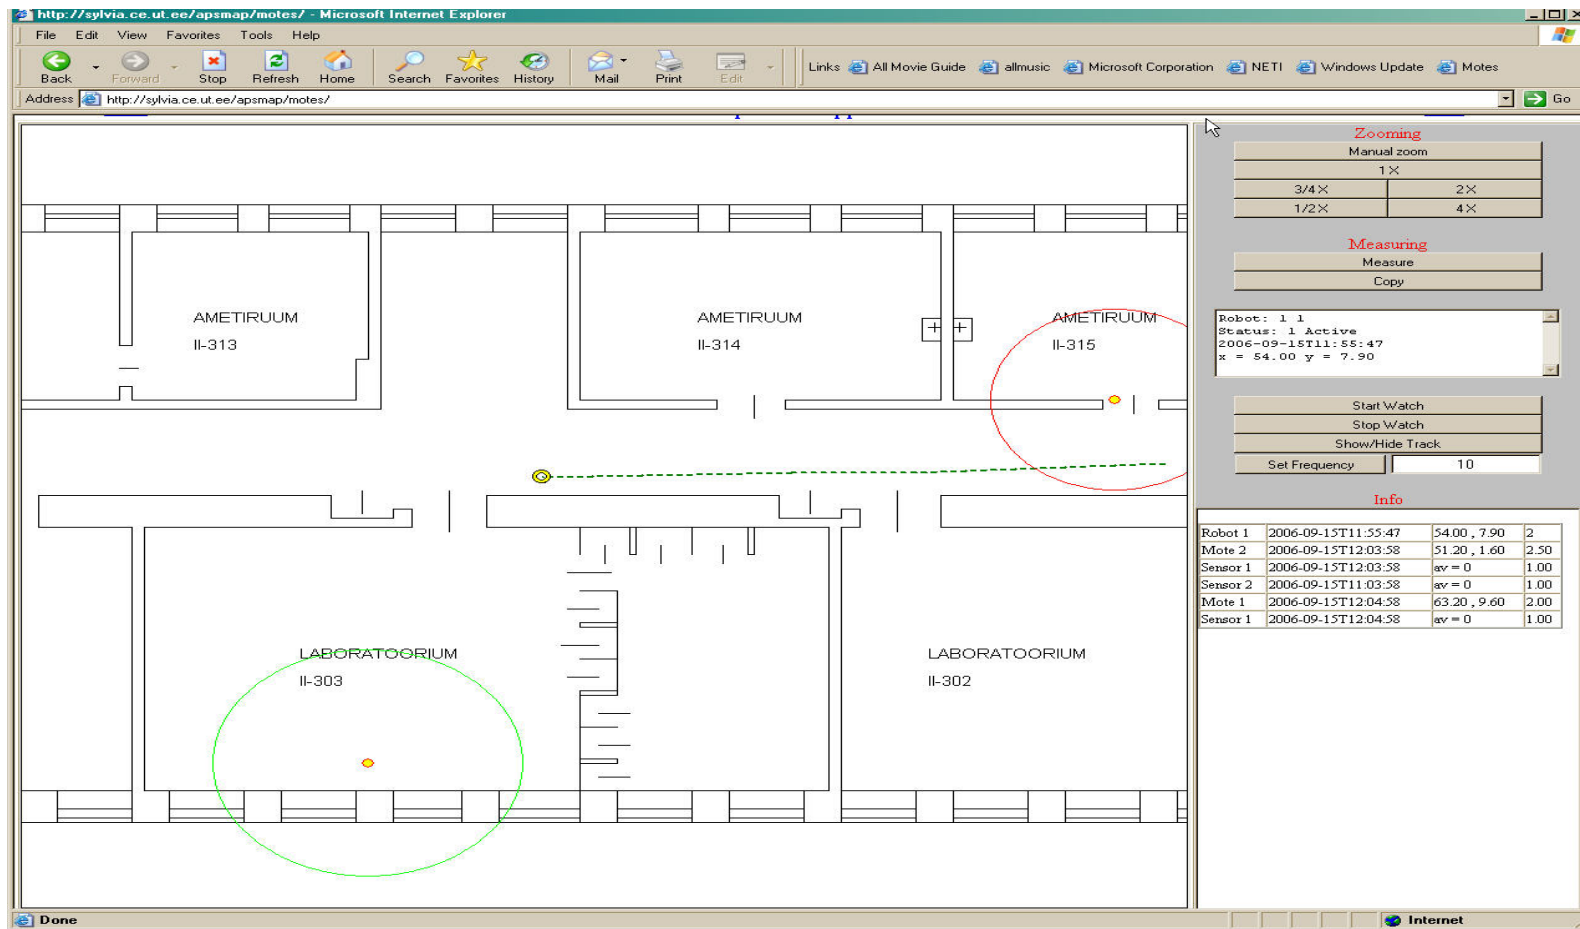 http://sylvia.ce.ut.ee/apsmap/motes/ - Microsoft Internet Explorer
File Edit View Favorites Tools Help
Back Forward Stop Refresh Home Search Favorites History Mail Print Edit Links All Movie Guide allmusic Microsoft Corporation NETI Windows Update Motes
Address http://sylvia.ce.ut.ee/apsmap/motes/ Go
AMETIRUUM
II-313
AMETIRUUM
II-314
AMETIRUUM
II-315
LABORATOORIUM
II-303
LABORATOORIUM
II-302
Zooming
Manual zoom
1X
3/4X 2X
1/2X 4X
Measuring
Measure
Copy
Robot: 1 1
Status: 1 Active
2006-09-15T11:55:47
x = 54.00 y = 7.90
Start Watch
Stop Watch
Show/Hide Track
Set Frequency 10
Info
Robot 1 2006-09-15T11:55:47 54.00 , 7.90 2
Mote 2 2006-09-15T12:03:58 51.20 , 1.60 2.50
Sensor 1 2006-09-15T12:03:58 av = 0 1.00
Sensor 2 2006-09-15T11:03:58 av = 0 1.00
Mote 1 2006-09-15T12:04:58 63.20 , 9.60 2.00
Sensor 1 2006-09-15T12:04:58 av = 0 1.00
Done Internet